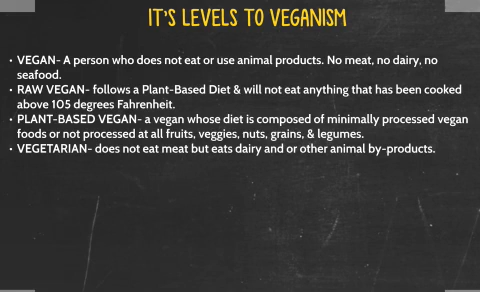 IT'S LEVELS TO VEGANISM
• VEGAN- A person who does not eat or use animal products. No meat, no dairy, no
seafood.
• RAW VEGAN- follows a Plant-Based Diet & will not eat anything that has been cooked
above 105 degrees Fahrenheit.
• PLANT-BASED VEGAN- a vegan whose diet is composed of minimally processed vegan
foods or not processed at all fruits, veggies, nuts, grains, & legumes.
• VEGETARIAN- does not eat meat but eats dairy and or other animal by-products.